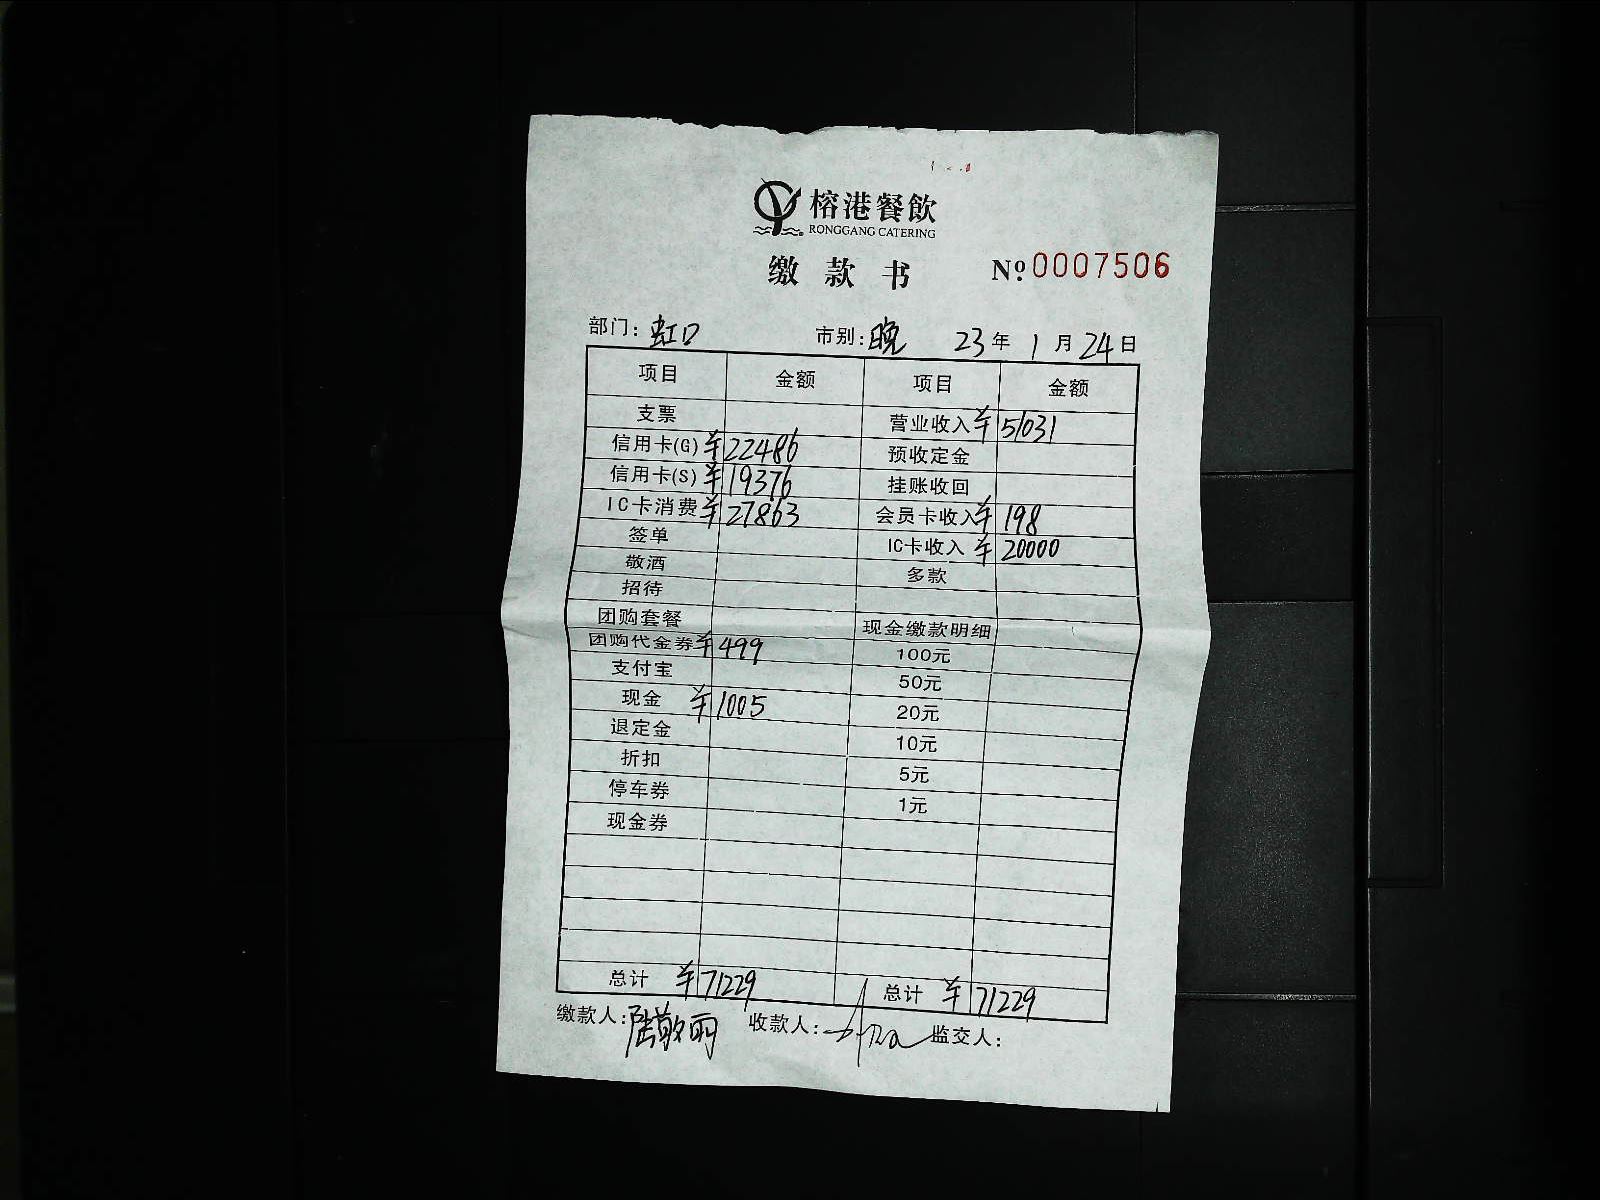 榕港餐飲
RONGGANG CATERING
缴款书 Nº 0007506
部门：虹口 市别：晚 23年1月24日
项目 金额 项目 金额
支票 营业收入 ¥51031
信用卡(G) ¥22486 预收定金
信用卡(S) ¥19376 挂账收回
IC卡消费 ¥27863 会员卡收入 ¥198
签单 IC卡收入 ¥20000
敬酒 多款
招待
团购套餐 现金缴款明细
团购代金券 ¥499 100元
支付宝 50元
现金 ¥1005 20元
退定金 10元
折扣 5元
停车券 1元
现金券
总计 ¥71229 总计 ¥71229
缴款人：陆敬雨 收款人： 监交人：